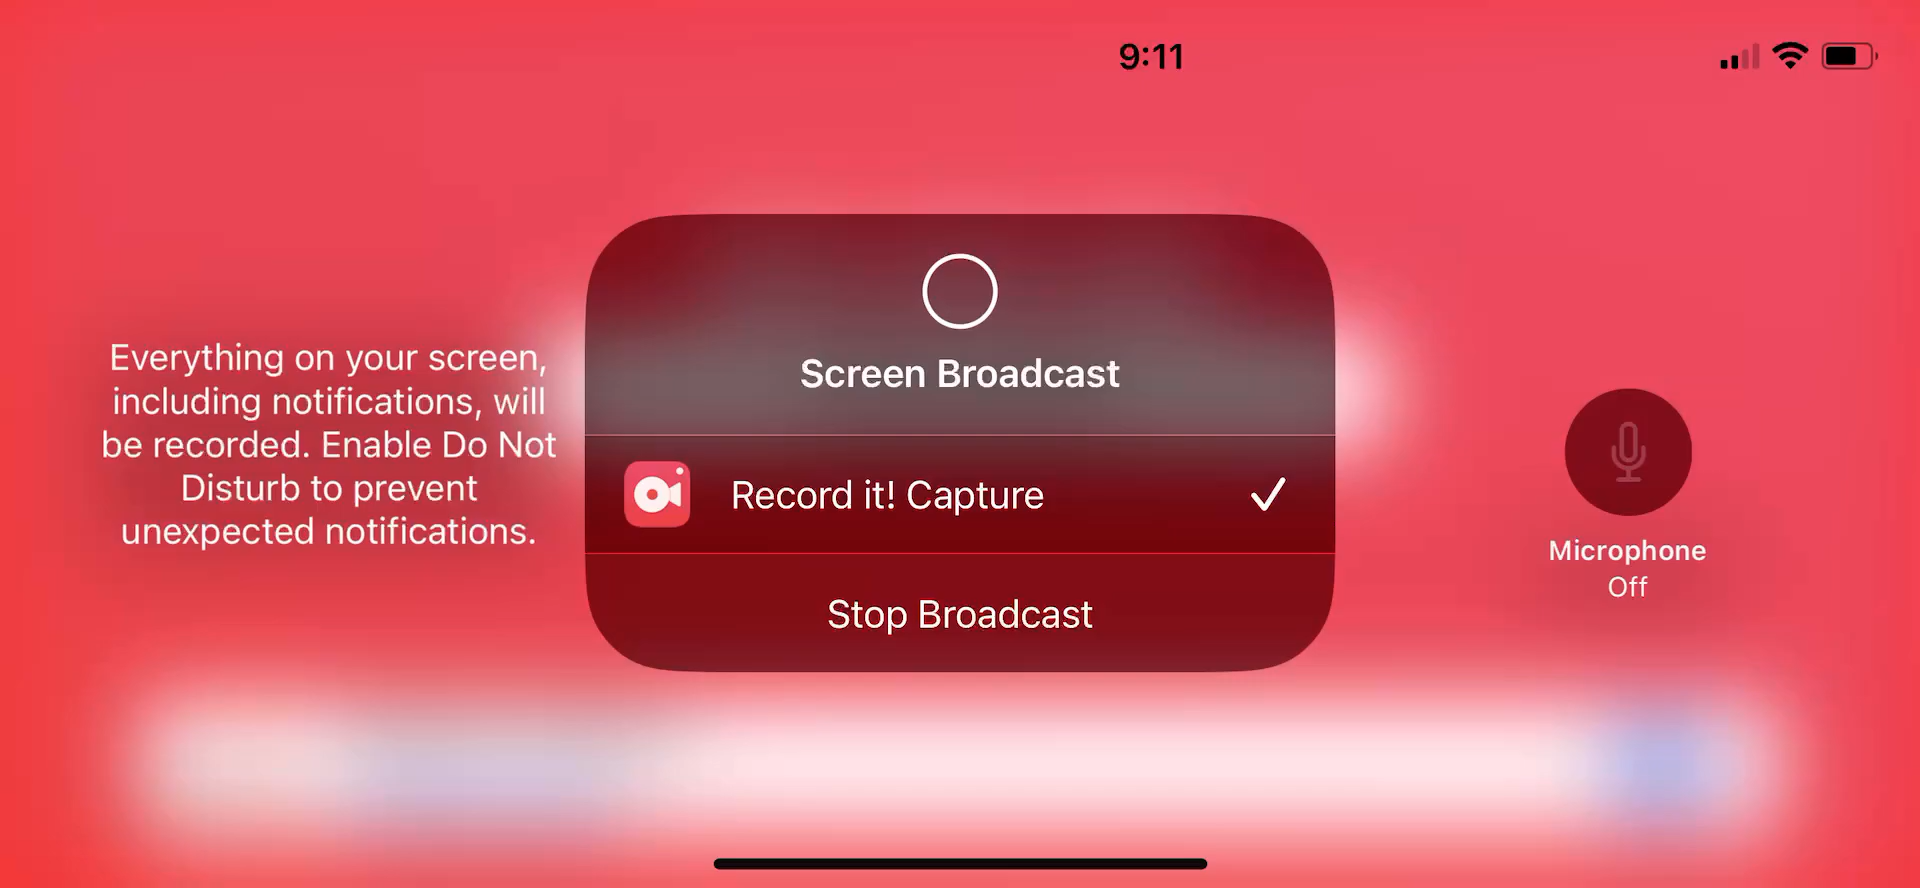 9:11
Everything on your screen,
including notifications, will
be recorded. Enable Do Not
Disturb to prevent
unexpected notifications.
Screen Broadcast
Record it! Capture
Stop Broadcast
Microphone
Off